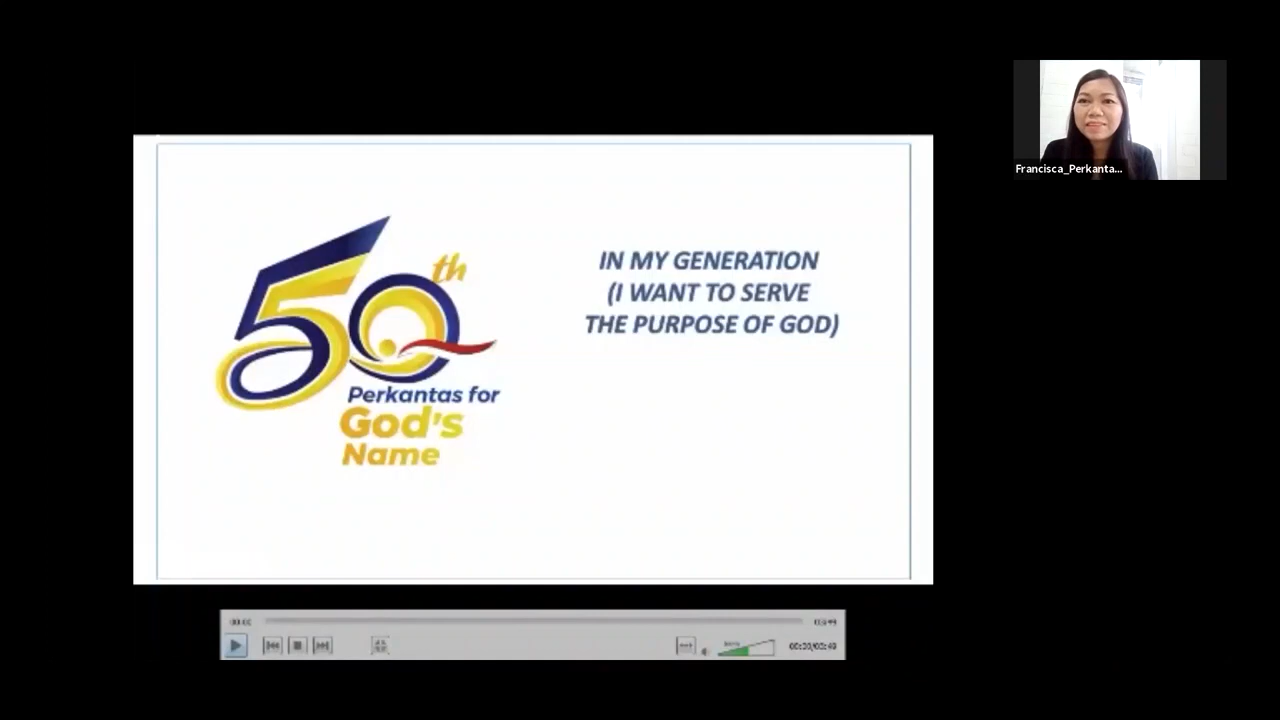 50th
Perkantas for
God's
Name
IN MY GENERATION
(I WANT TO SERVE
THE PURPOSE OF GOD)
Francisca_Perkanta...